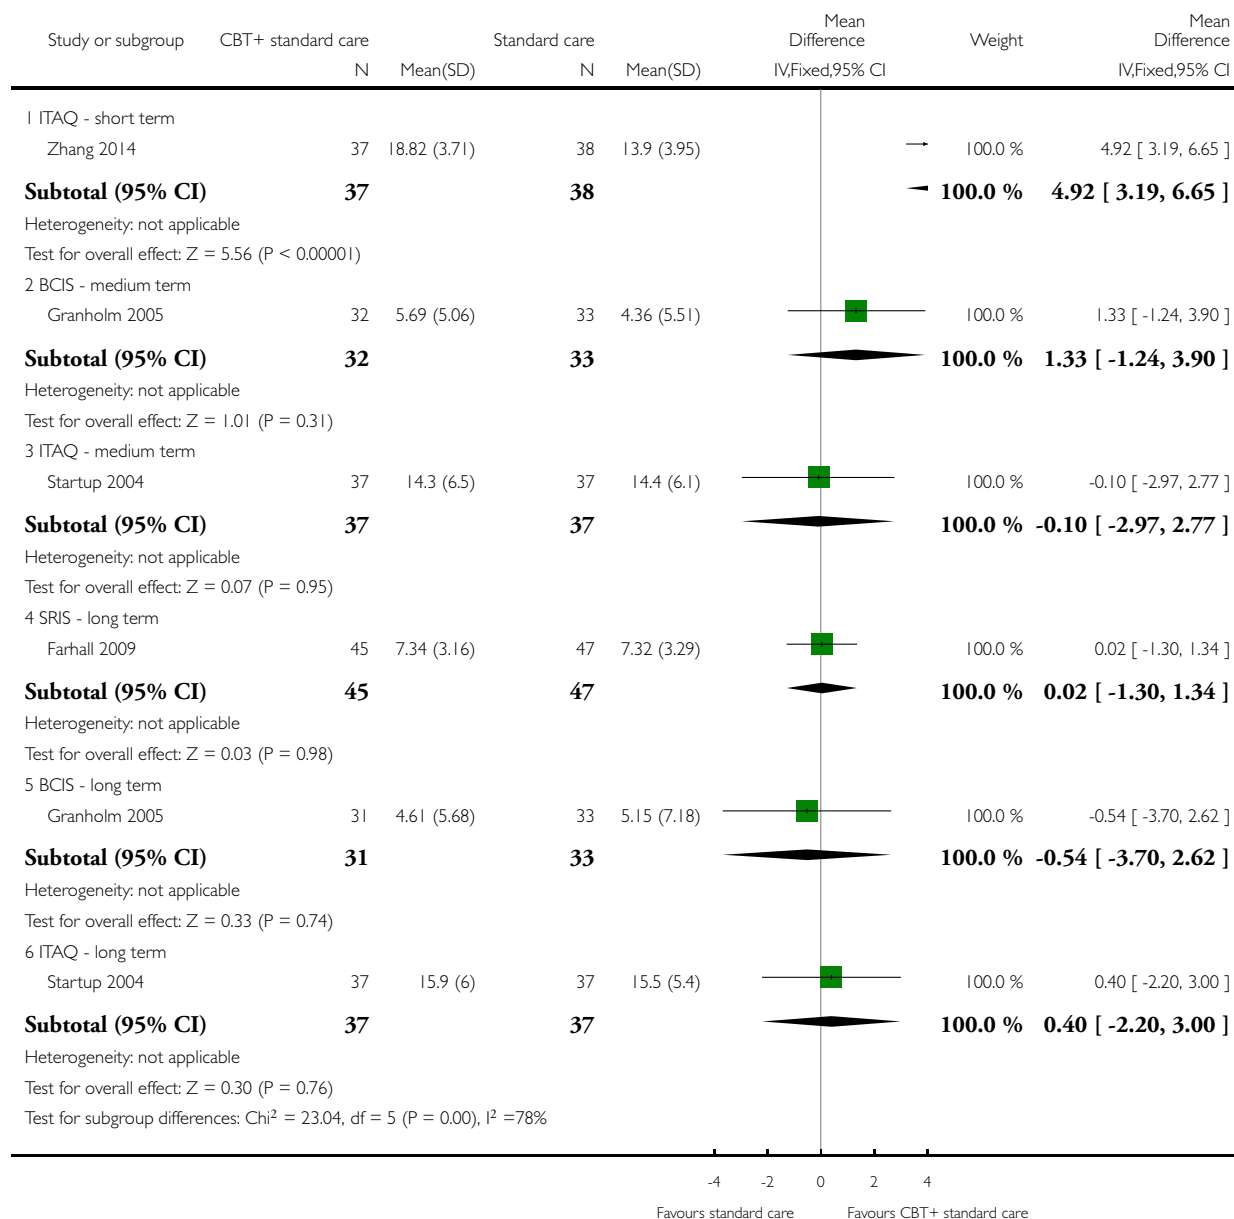 Study or subgroup CBT+ standard care Standard care Mean Difference Weight Mean Difference
N Mean(SD) N Mean(SD) IV,Fixed,95% CI IV,Fixed,95% CI
1 ITAQ - short term
Zhang 2014 37 18.82 (3.71) 38 13.9 (3.95) 100.0 % 4.92 [ 3.19, 6.65 ]
Subtotal (95% CI) 37 38 100.0 % 4.92 [ 3.19, 6.65 ]
Heterogeneity: not applicable
Test for overall effect: Z = 5.56 (P < 0.00001)
2 BCIS - medium term
Granholm 2005 32 5.69 (5.06) 33 4.36 (5.51) 100.0 % 1.33 [ -1.24, 3.90 ]
Subtotal (95% CI) 32 33 100.0 % 1.33 [ -1.24, 3.90 ]
Heterogeneity: not applicable
Test for overall effect: Z = 1.01 (P = 0.31)
3 ITAQ - medium term
Startup 2004 37 14.3 (6.5) 37 14.4 (6.1) 100.0 % -0.10 [ -2.97, 2.77 ]
Subtotal (95% CI) 37 37 100.0 % -0.10 [ -2.97, 2.77 ]
Heterogeneity: not applicable
Test for overall effect: Z = 0.07 (P = 0.95)
4 SRIS - long term
Farhall 2009 45 7.34 (3.16) 47 7.32 (3.29) 100.0 % 0.02 [ -1.30, 1.34 ]
Subtotal (95% CI) 45 47 100.0 % 0.02 [ -1.30, 1.34 ]
Heterogeneity: not applicable
Test for overall effect: Z = 0.03 (P = 0.98)
5 BCIS - long term
Granholm 2005 31 4.61 (5.68) 33 5.15 (7.18) 100.0 % -0.54 [ -3.70, 2.62 ]
Subtotal (95% CI) 31 33 100.0 % -0.54 [ -3.70, 2.62 ]
Heterogeneity: not applicable
Test for overall effect: Z = 0.33 (P = 0.74)
6 ITAQ - long term
Startup 2004 37 15.9 (6) 37 15.5 (5.4) 100.0 % 0.40 [ -2.20, 3.00 ]
Subtotal (95% CI) 37 37 100.0 % 0.40 [ -2.20, 3.00 ]
Heterogeneity: not applicable
Test for overall effect: Z = 0.30 (P = 0.76)
Test for subgroup differences: Chi² = 23.04, df = 5 (P = 0.00), I² =78%
-4 -2 0 2 4
Favours standard care Favours CBT+ standard care